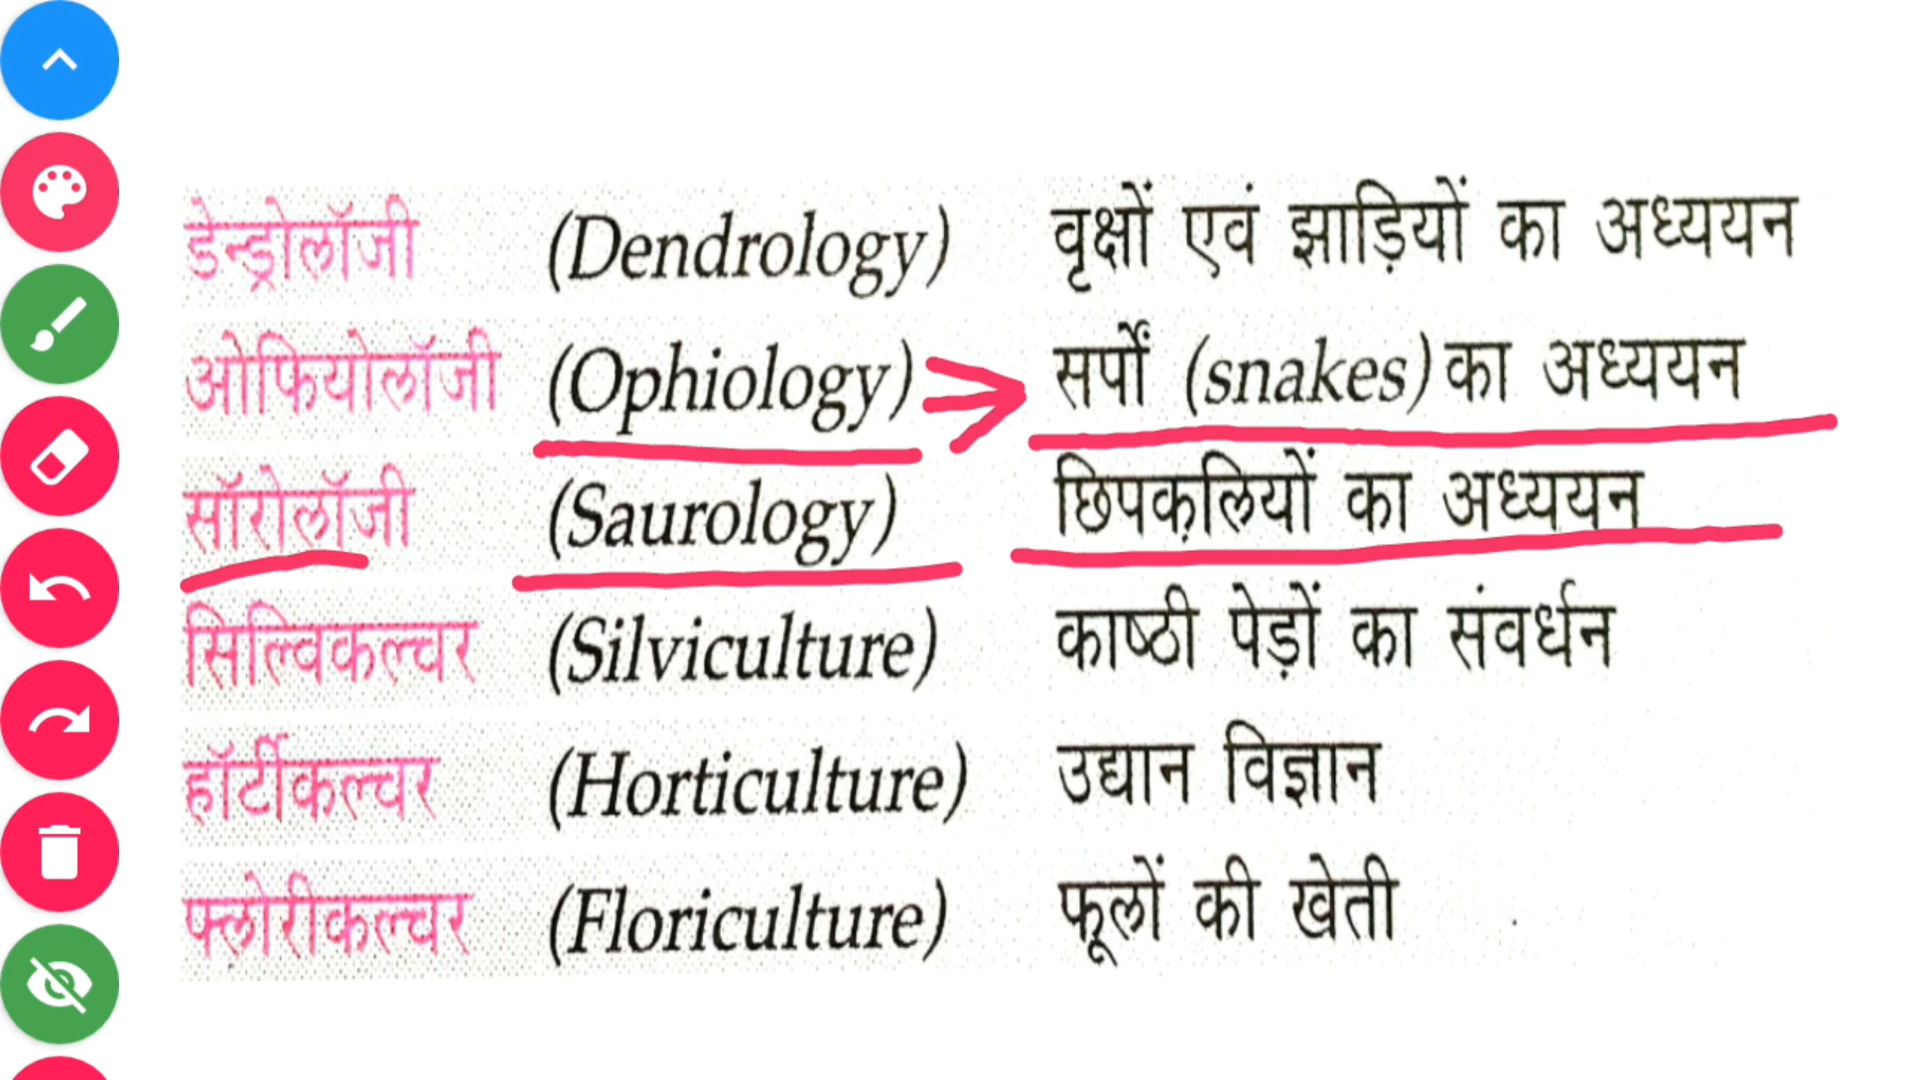 डेन्ड्रोलॉजी (Dendrology) वृक्षों एवं झाड़ियों का अध्ययन
ओफियोलॉजी (Ophiology) सर्पों (snakes) का अध्ययन
सॉरोलॉजी (Saurology) छिपक़लियों का अध्ययन
सिल्विकल्चर (Silviculture) काष्ठी पेड़ों का संवर्धन
हॉर्टीकल्चर (Horticulture) उद्यान विज्ञान
फ्लोरीकल्चर (Floriculture) फूलों की खेती